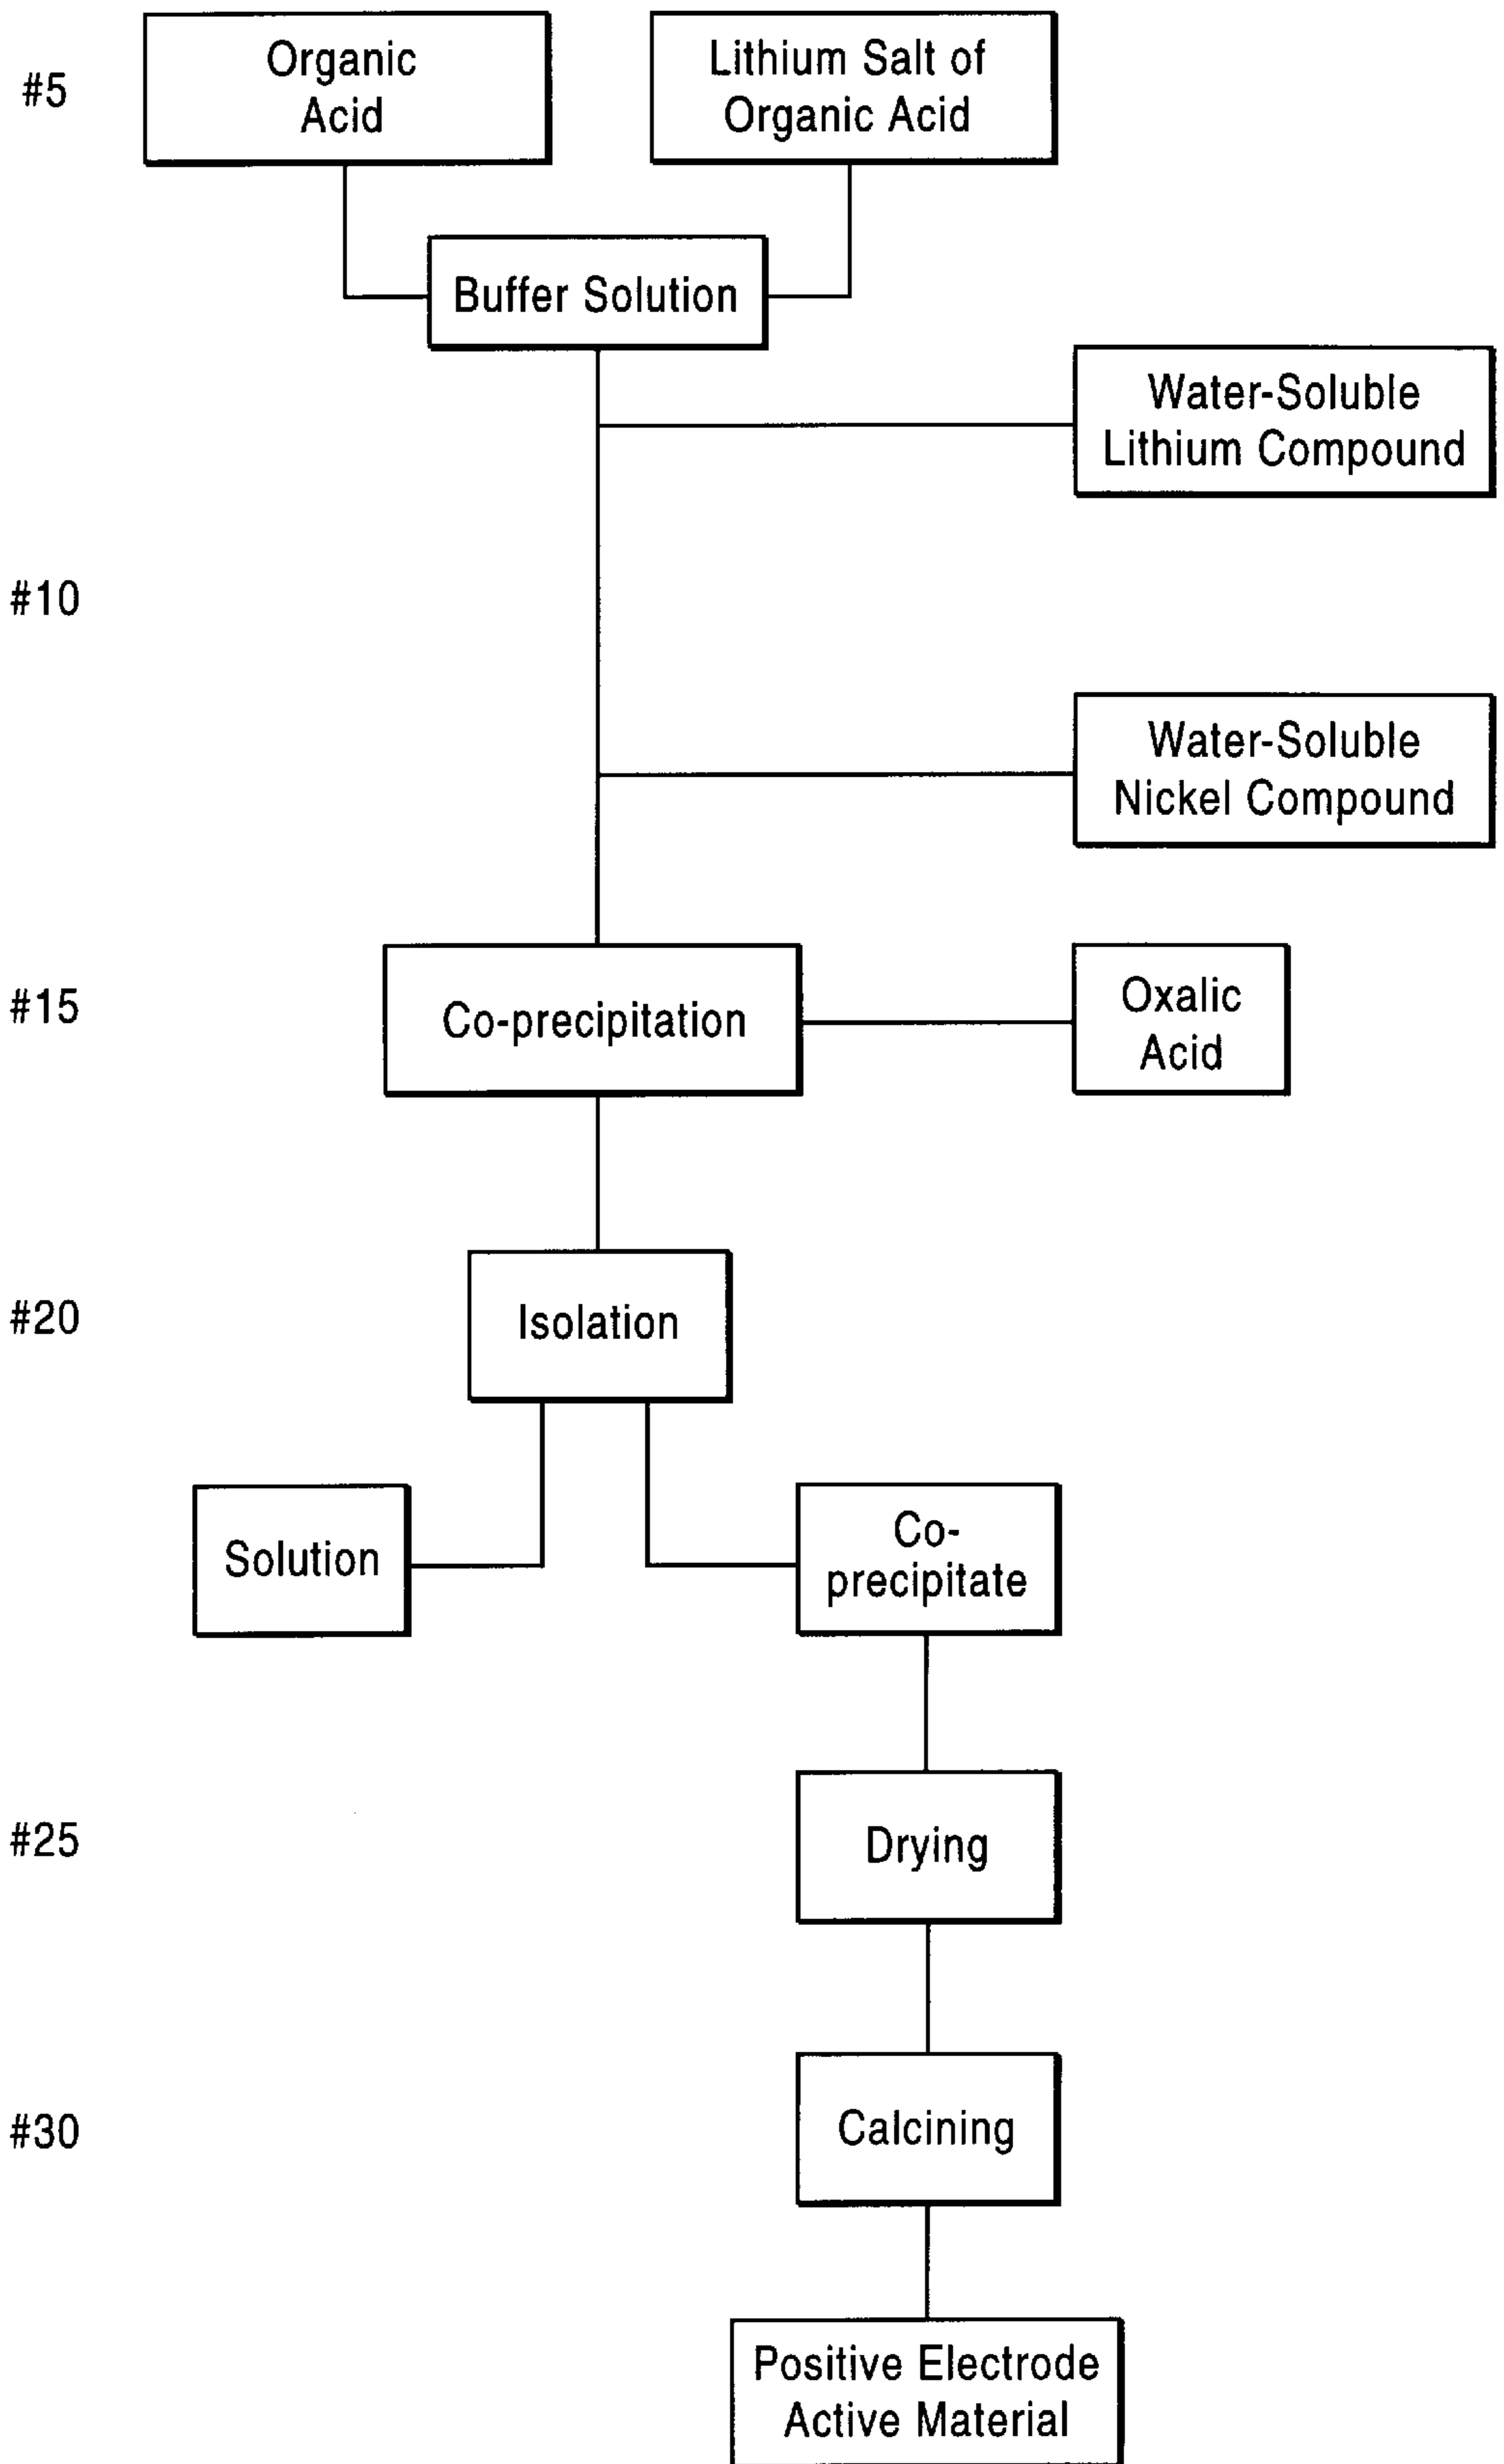 #5
Organic
Acid
Lithium Salt of
Organic Acid
Buffer Solution
Water-Soluble
Lithium Compound
#10
Water-Soluble
Nickel Compound
#15
Co-precipitation
Oxalic
Acid
#20
Isolation
Solution
Co-
precipitate
#25
Drying
#30
Calcining
Positive Electrode
Active Material